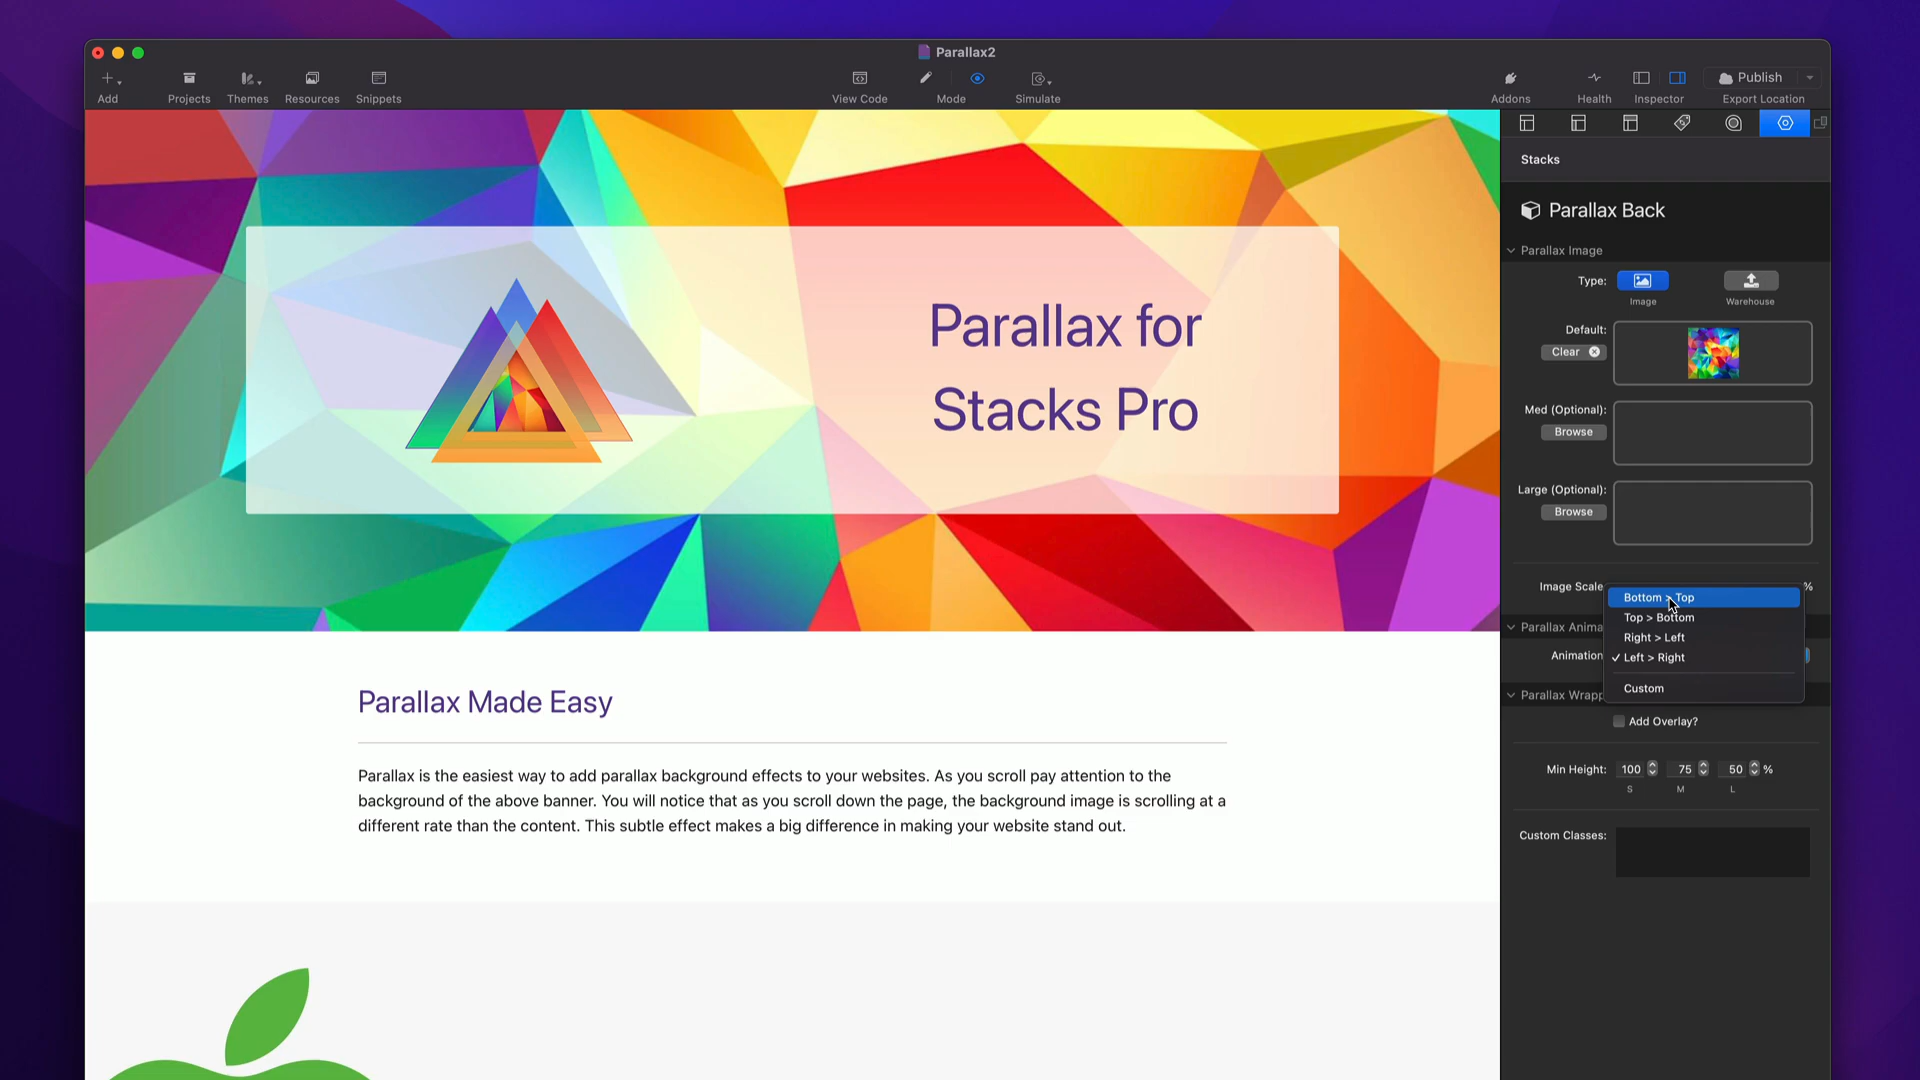 Parallax2
Add
Projects
Themes
Resources
Snippets
View Code
Mode
Simulate
Addons
Health
Inspector
Publish
Export Location
Stacks
Parallax Back
Parallax Image
Type:
Image
Warehouse
Default:
Clear
Med (Optional):
Browse
Large (Optional):
Browse
Image Scale
%
Bottom > Top
Top > Bottom
Right > Left
✓ Left > Right
Custom
Parallax Anima
Animation
Parallax Wrapp
Add Overlay?
Min Height: 100 75 50 %
S M L
Custom Classes:
Parallax for
Stacks Pro
Parallax Made Easy
Parallax is the easiest way to add parallax background effects to your websites. As you scroll pay attention to the
background of the above banner. You will notice that as you scroll down the page, the background image is scrolling at a
different rate than the content. This subtle effect makes a big difference in making your website stand out.